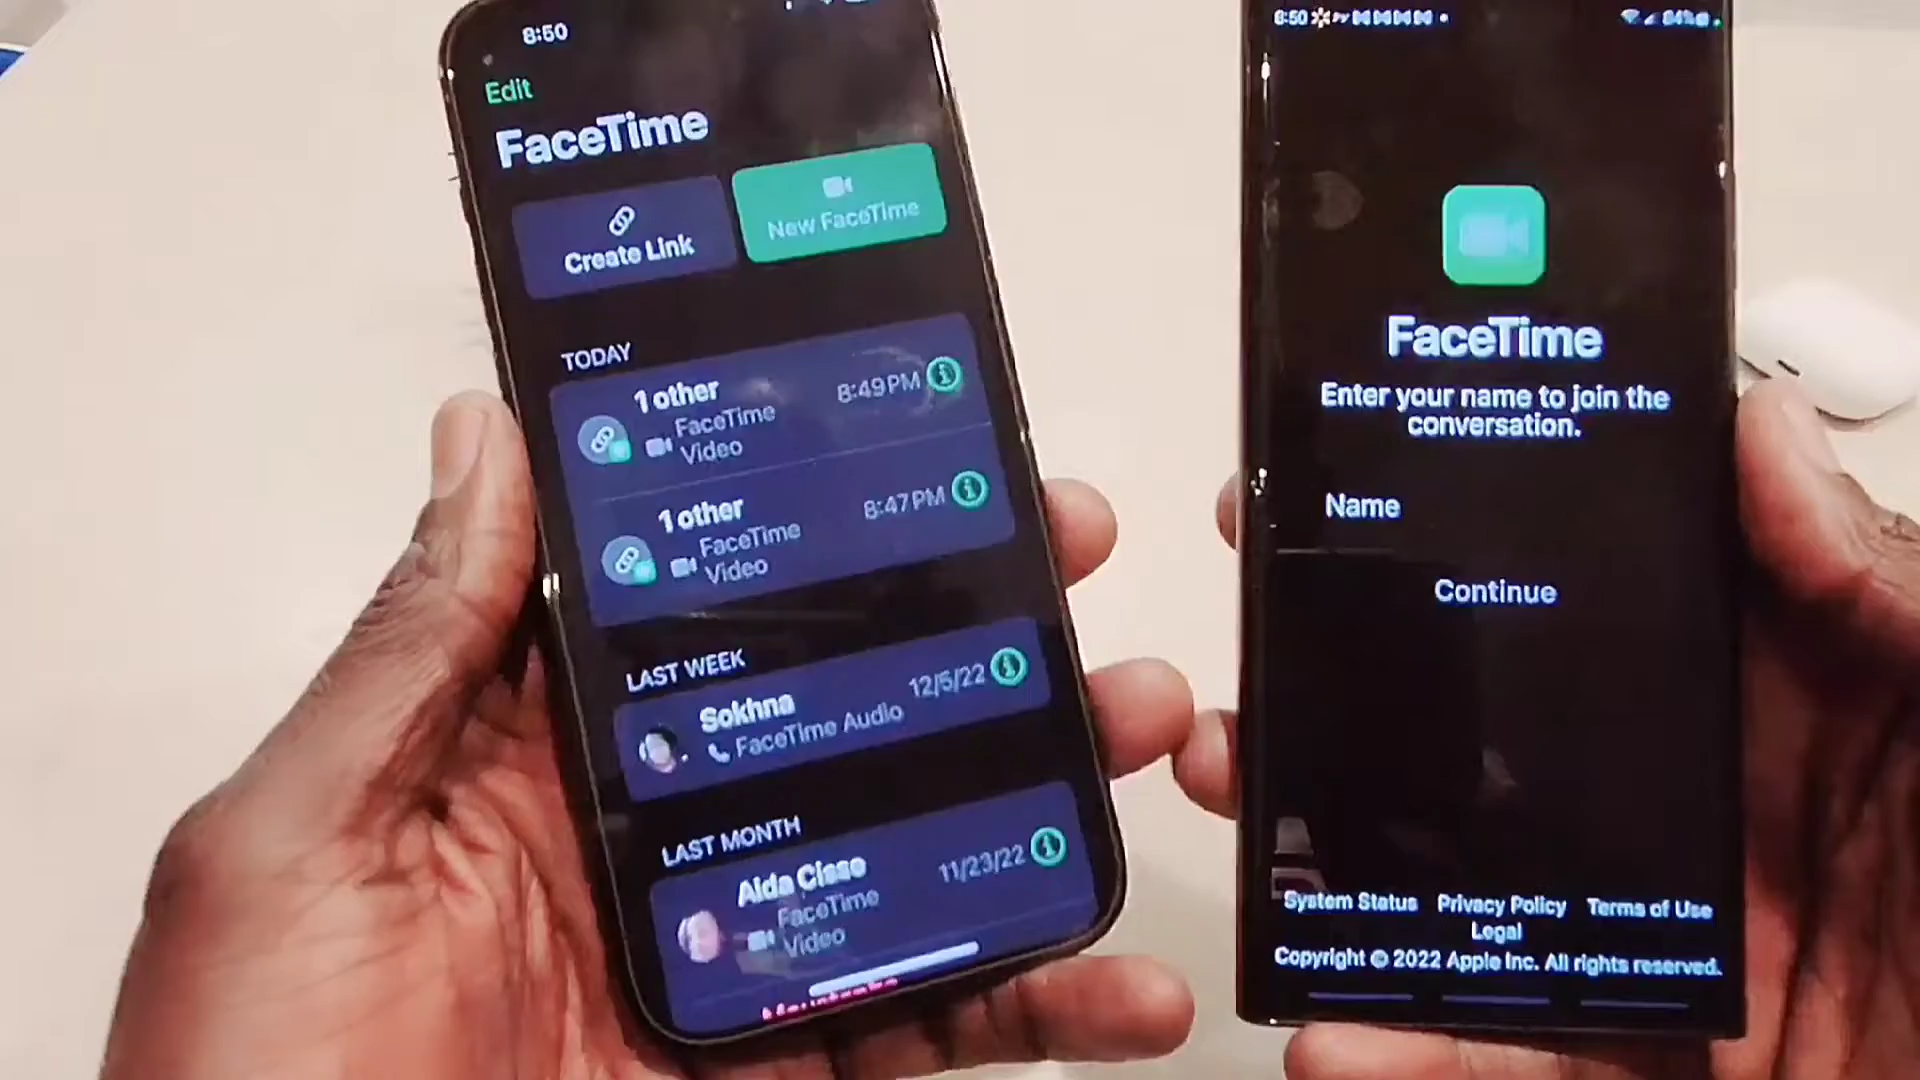 8:50
Edit
FaceTime
Create Link
New FaceTime
TODAY
1 other
FaceTime
Video
8:49 PM
1 other
FaceTime
Video
8:47 PM
LAST WEEK
Sokhna
FaceTime Audio
12/5/22
LAST MONTH
Aida Cisse
FaceTime
Video
11/23/22
8:50
84%
FaceTime
Enter your name to join the
conversation.
Name
Continue
System Status Privacy Policy Terms of Use
Legal
Copyright © 2022 Apple Inc. All rights reserved.